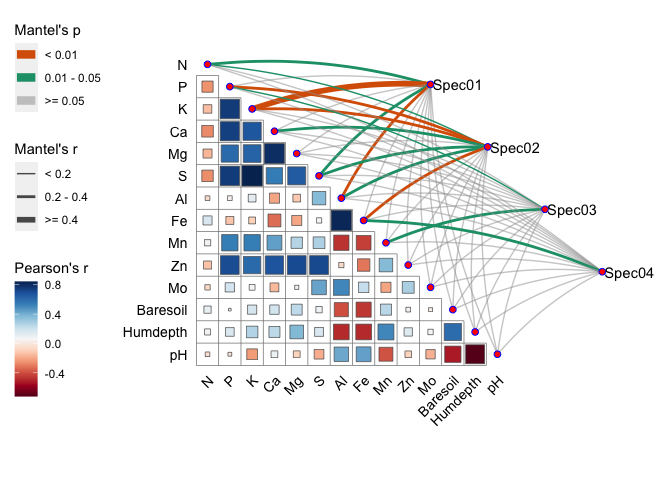 Mantel's p
< 0.01
0.01 - 0.05
>= 0.05
Mantel's r
< 0.2
0.2 - 0.4
>= 0.4
Pearson's r
0.8
0.4
0.0
-0.4
N
P
K
Ca
Mg
S
Al
Fe
Mn
Zn
Mo
Baresoil
Humdepth
pH
Spec01
Spec02
Spec03
Spec04
N
P
K
Ca
Mg
S
Al
Fe
Mn
Zn
Mo
Baresoil
Humdepth
pH